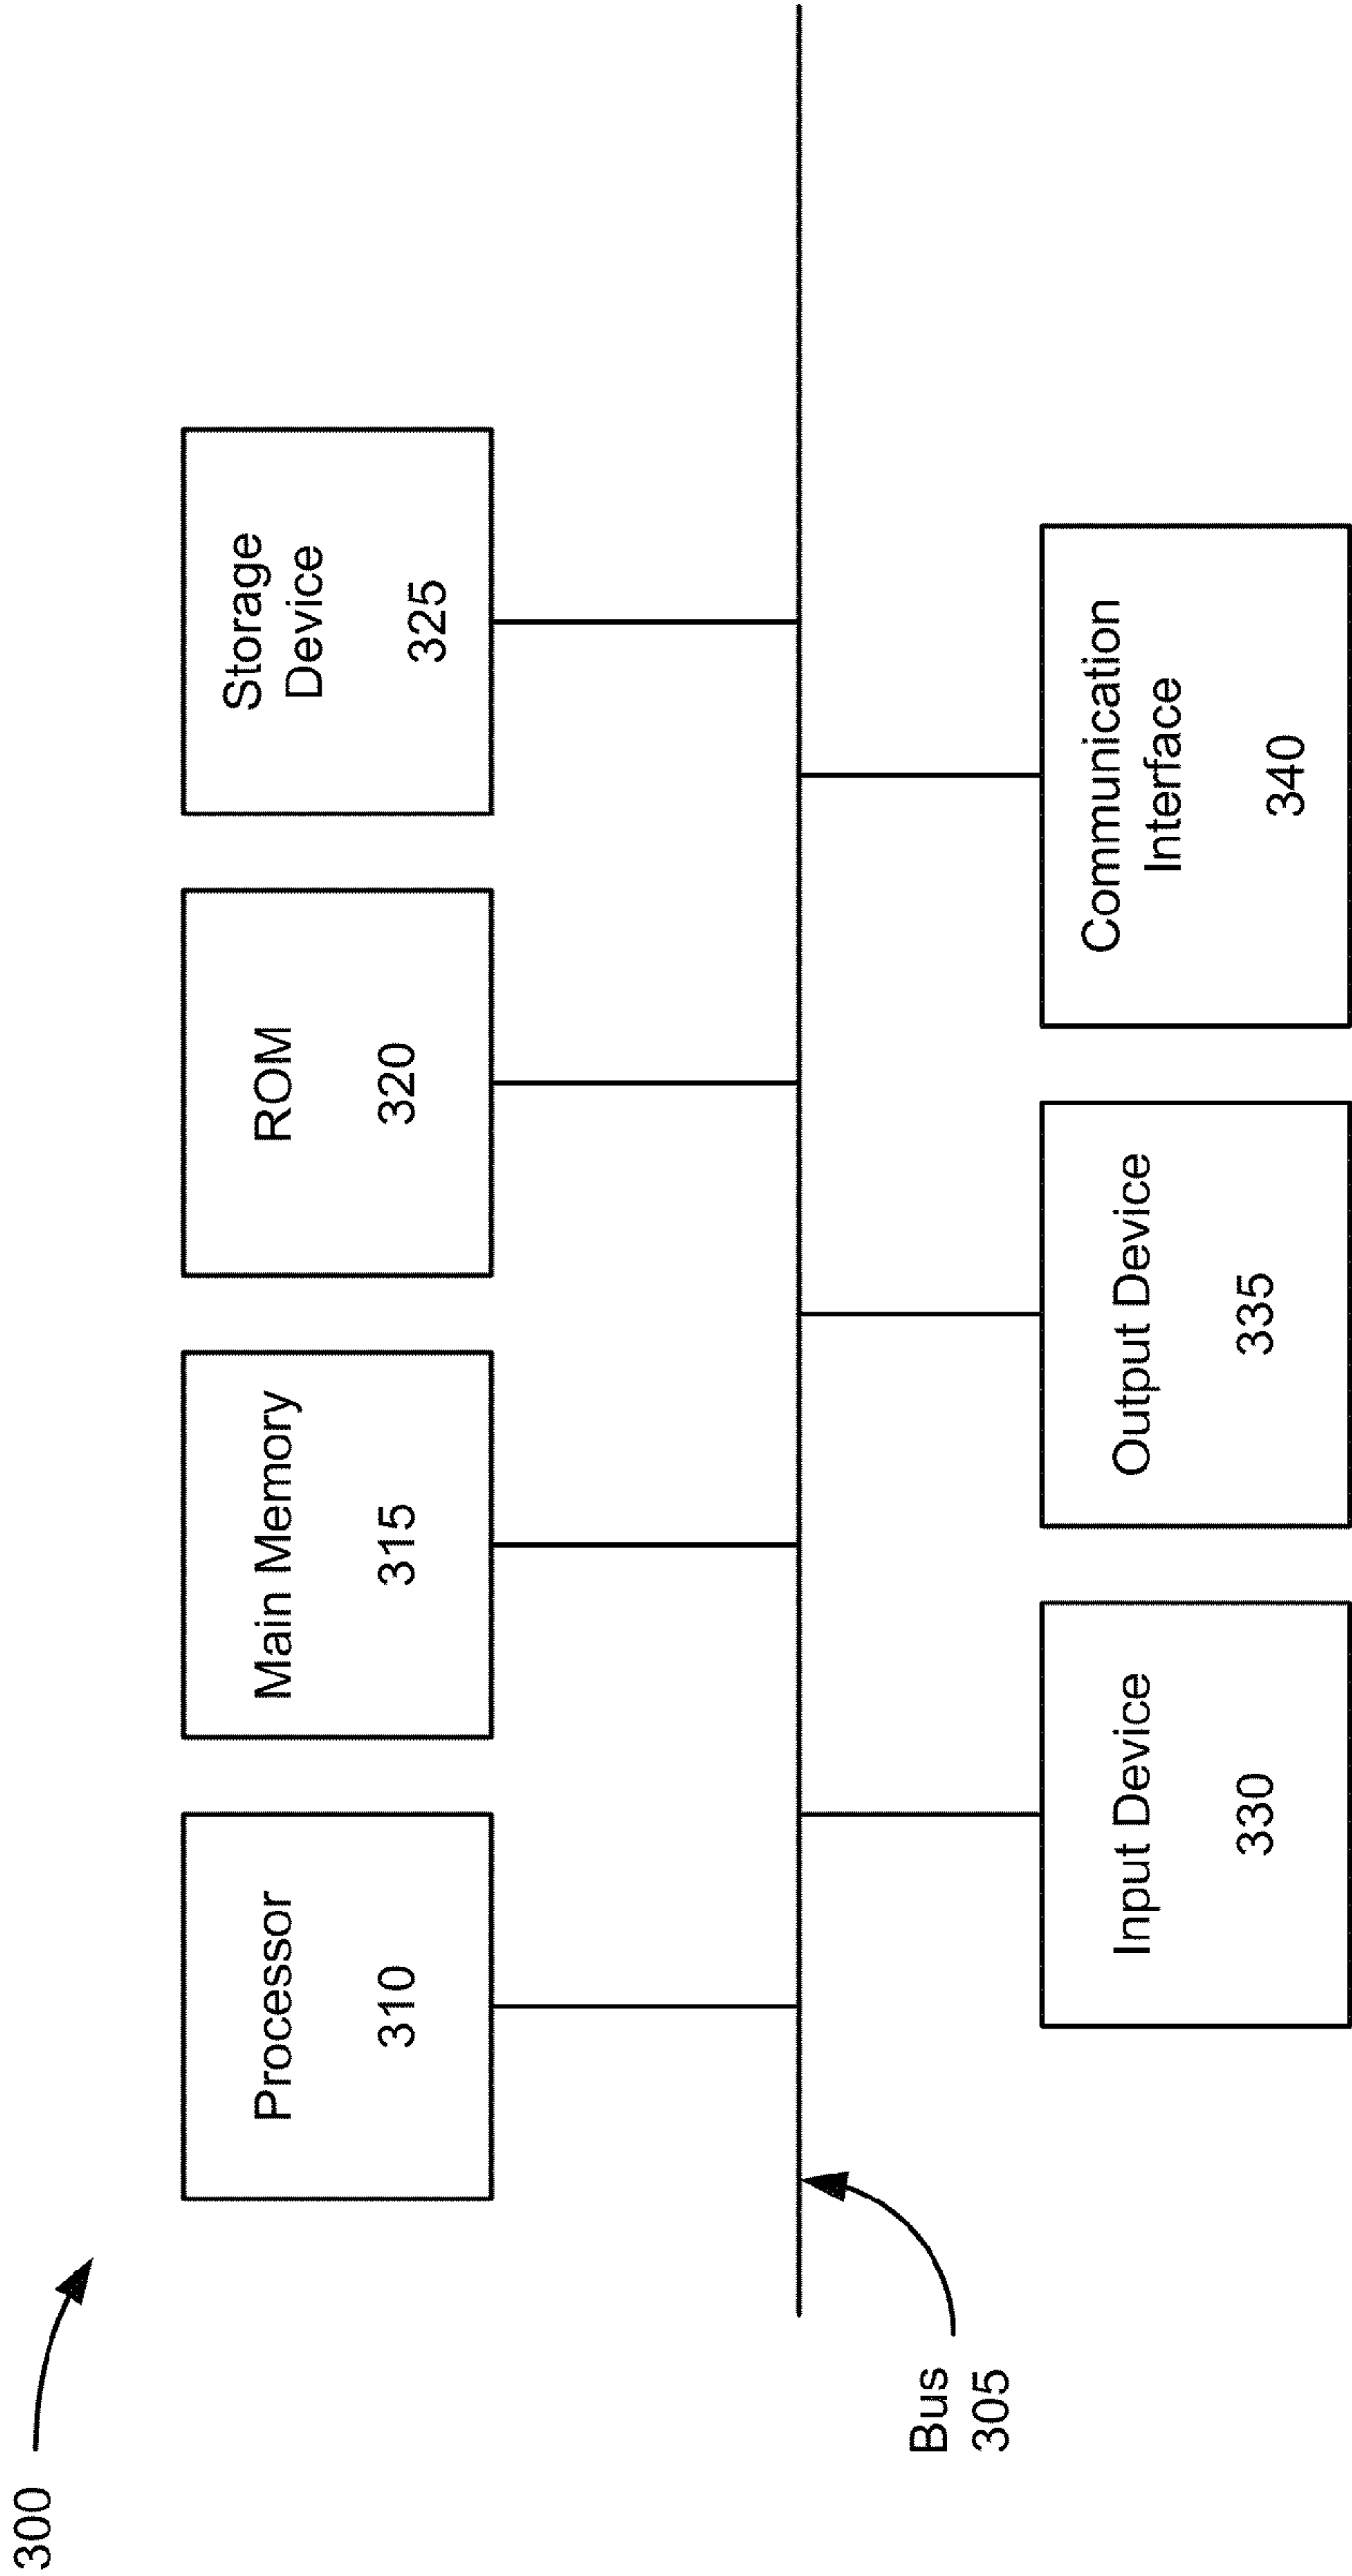 300
Processor
310
Main Memory
315
ROM
320
Storage
Device
325
Bus
305
Input Device
330
Output Device
335
Communication
Interface
340